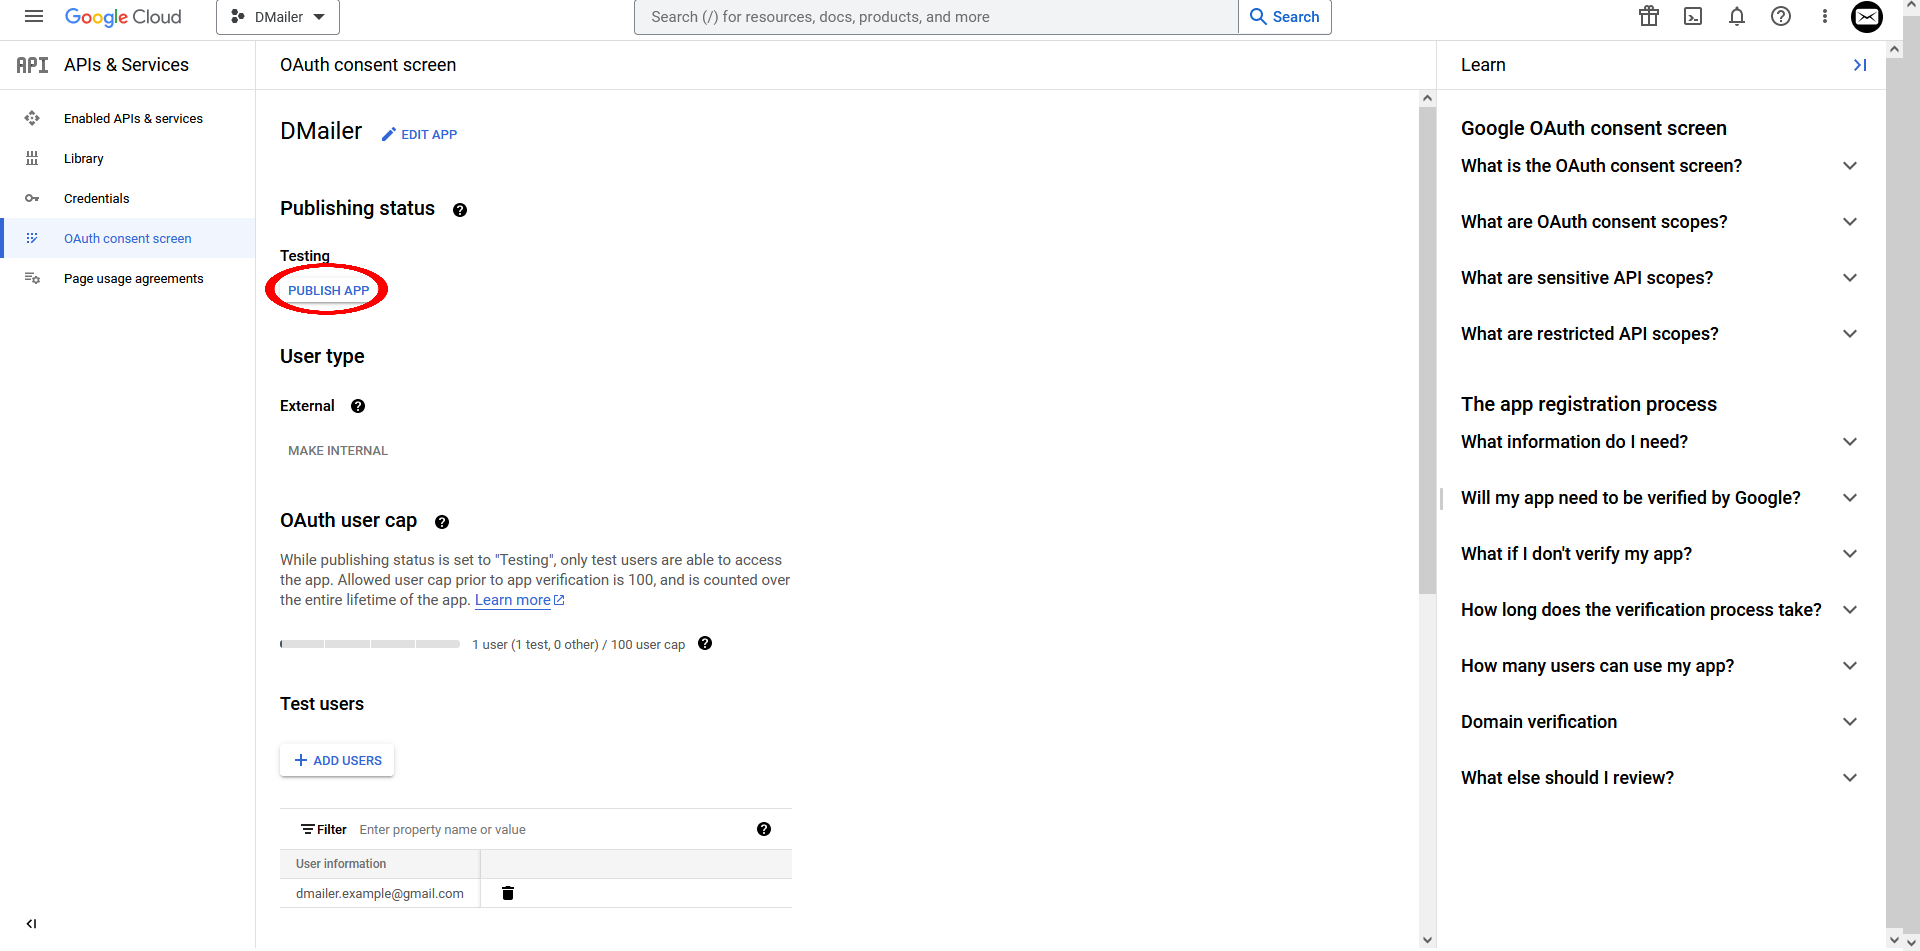 Google Cloud
DMailer
Search (/) for resources, docs, products, and more
Search
API
APIs & Services
Enabled APIs & services
Library
Credentials
OAuth consent screen
Page usage agreements
OAuth consent screen
DMailer
EDIT APP
Publishing status
Testing
PUBLISH APP
User type
External
MAKE INTERNAL
OAuth user cap
While publishing status is set to "Testing", only test users are able to access
the app. Allowed user cap prior to app verification is 100, and is counted over
the entire lifetime of the app. Learn more
1 user (1 test, 0 other) / 100 user cap
Test users
ADD USERS
Filter
Enter property name or value
User information
dmailer.example@gmail.com
Learn
Google OAuth consent screen
What is the OAuth consent screen?
What are OAuth consent scopes?
What are sensitive API scopes?
What are restricted API scopes?
The app registration process
What information do I need?
Will my app need to be verified by Google?
What if I don't verify my app?
How long does the verification process take?
How many users can use my app?
Domain verification
What else should I review?